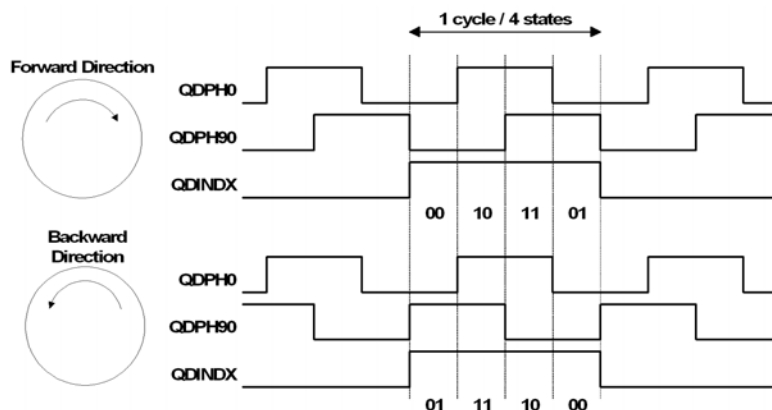 1 cycle / 4 states
Forward Direction
QDPH0
QDPH90
QDINDX
00 10 11 01
Backward
Direction
QDPH0
QDPH90
QDINDX
01 11 10 00